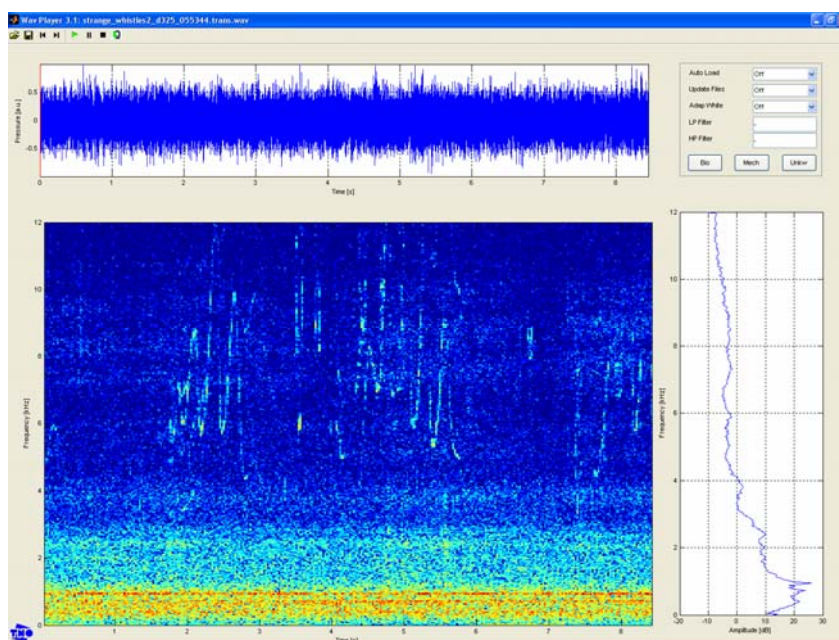 Wav Player 3.1: strange_whistles2_d325_055344.trans.wav
Pressure [a.u.]
0.5
0
-0.5
0 1 2 3 4 5 6 7 8
Time [s]
Auto Load Off
Update Files Off
Adap White Off
LP Filter -
HP Filter -
Bio Mech Unknw
Frequency [kHz]
12
10
8
6
4
2
0
1 2 3 4 5 6 7 8
Time [s]
Frequency [kHz]
12
10
8
6
4
2
0
-20 -10 0 10 20 30
Amplitude [dB]